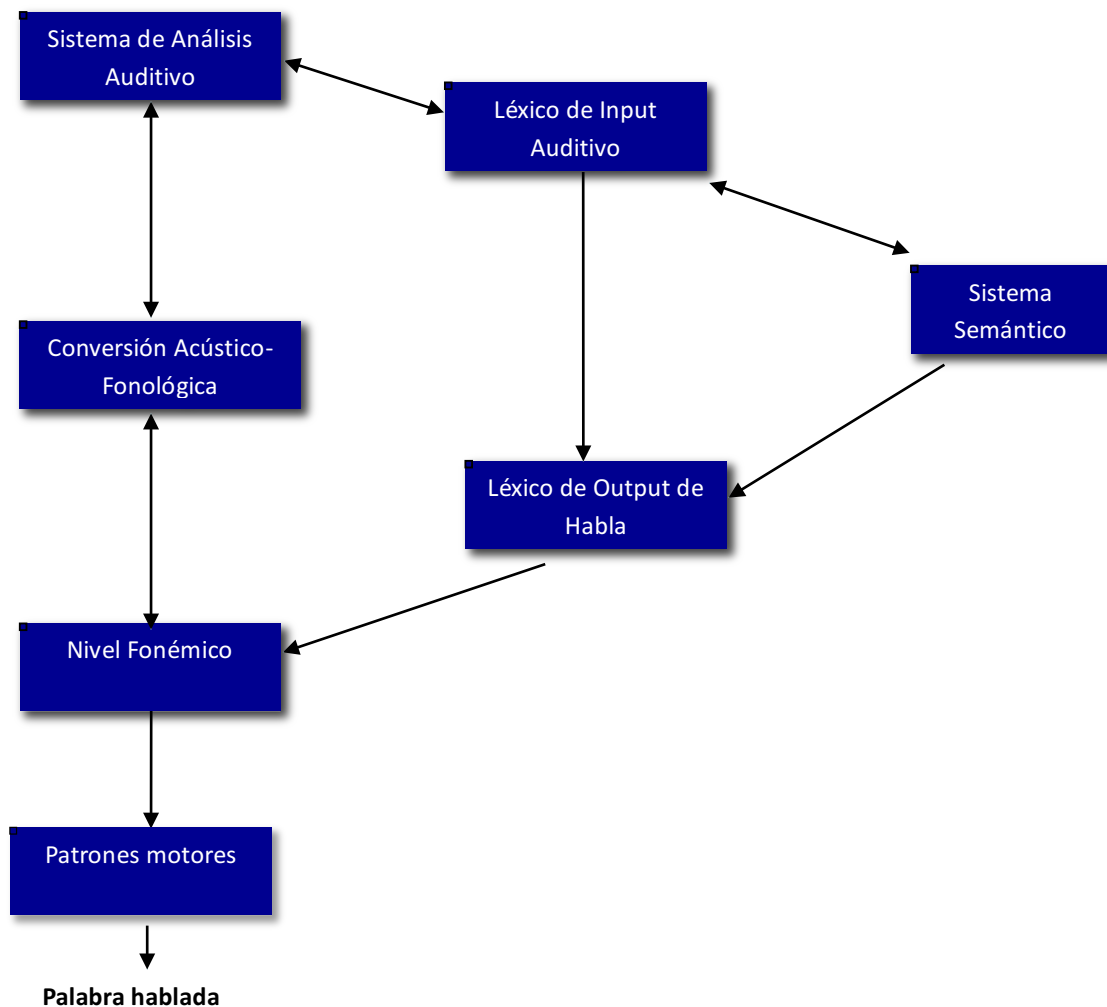 Sistema de Análisis
Auditivo
Léxico de Input
Auditivo
Sistema
Semántico
Conversión Acústico-
Fonológica
Léxico de Output de
Habla
Nivel Fonémico
Patrones motores
Palabra hablada